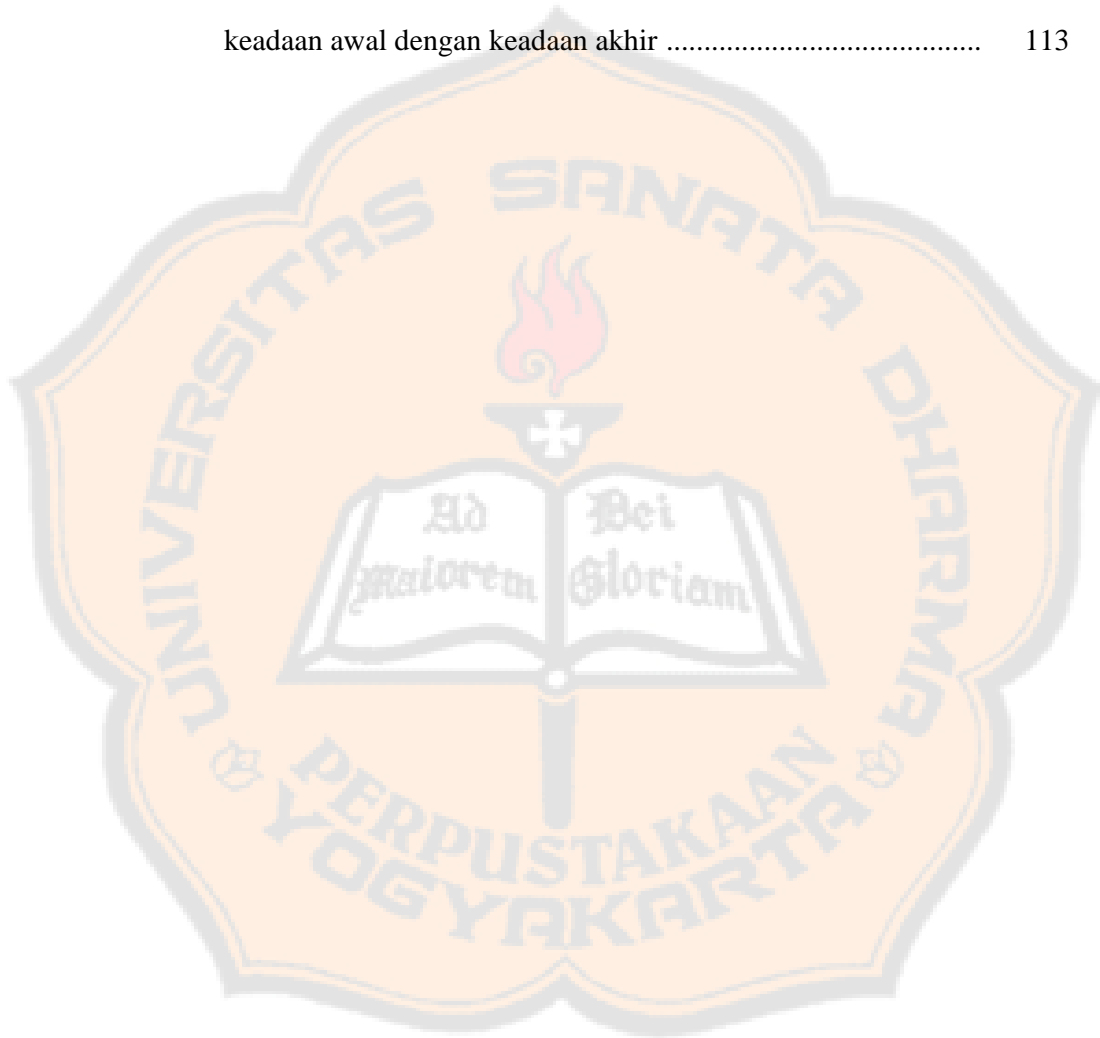 keadaan awal dengan keadaan akhir .......................................... 113
UNIVERSITAS SANATA DHARMA
Ad Dei
Maiorem Gloriam
PERPUSTAKAAN
YOGYAKARTA